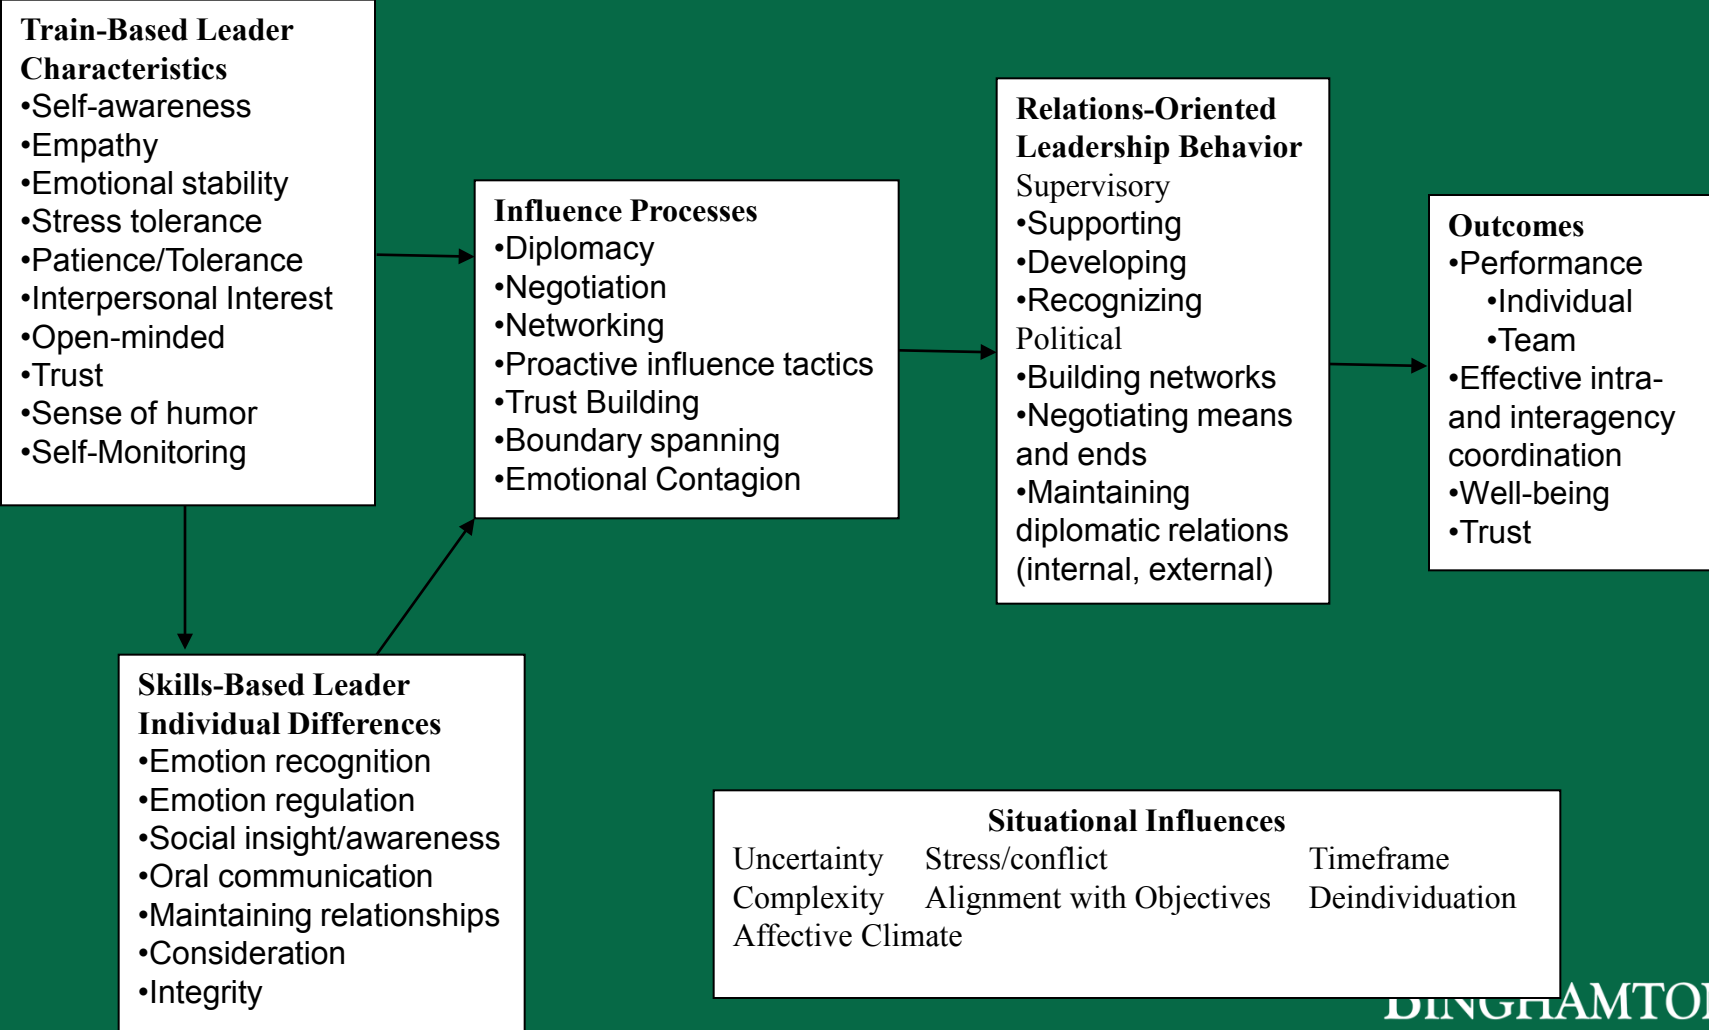 Train-Based Leader
Characteristics
•Self-awareness
•Empathy
•Emotional stability
•Stress tolerance
•Patience/Tolerance
•Interpersonal Interest
•Open-minded
•Trust
•Sense of humor
•Self-Monitoring
Influence Processes
•Diplomacy
•Negotiation
•Networking
•Proactive influence tactics
•Trust Building
•Boundary spanning
•Emotional Contagion
Relations-Oriented
Leadership Behavior
Supervisory
•Supporting
•Developing
•Recognizing
Political
•Building networks
•Negotiating means
and ends
•Maintaining
diplomatic relations
(internal, external)
Outcomes
•Performance
•Individual
•Team
•Effective intra-
and interagency
coordination
•Well-being
•Trust
Skills-Based Leader
Individual Differences
•Emotion recognition
•Emotion regulation
•Social insight/awareness
•Oral communication
•Maintaining relationships
•Consideration
•Integrity
Situational Influences
Uncertainty Stress/conflict Timeframe
Complexity Alignment with Objectives Deindividuation
Affective Climate